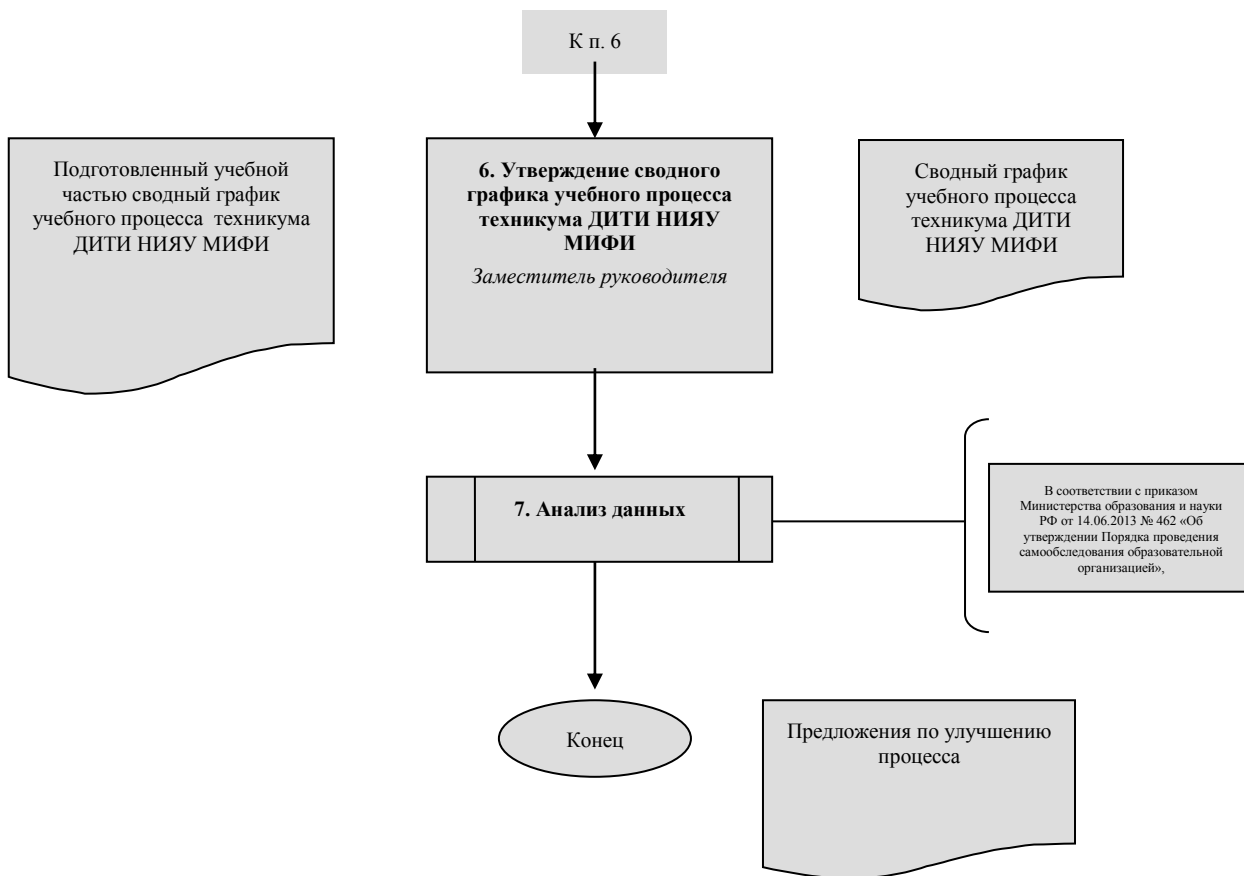 К п. 6
Подготовленный учебной
частью сводный график
учебного процесса техникума
ДИТИ НИЯУ МИФИ
6. Утверждение сводного
графика учебного процесса
техникума ДИТИ НИЯУ
МИФИ
Заместитель руководителя
Сводный график
учебного процесса
техникума ДИТИ
НИЯУ МИФИ
7. Анализ данных
В соответствии с приказом
Министерства образования и науки
РФ от 14.06.2013 № 462 «Об
утверждении Порядка проведения
самообследования образовательной
организацией»,
Конец
Предложения по улучшению
процесса